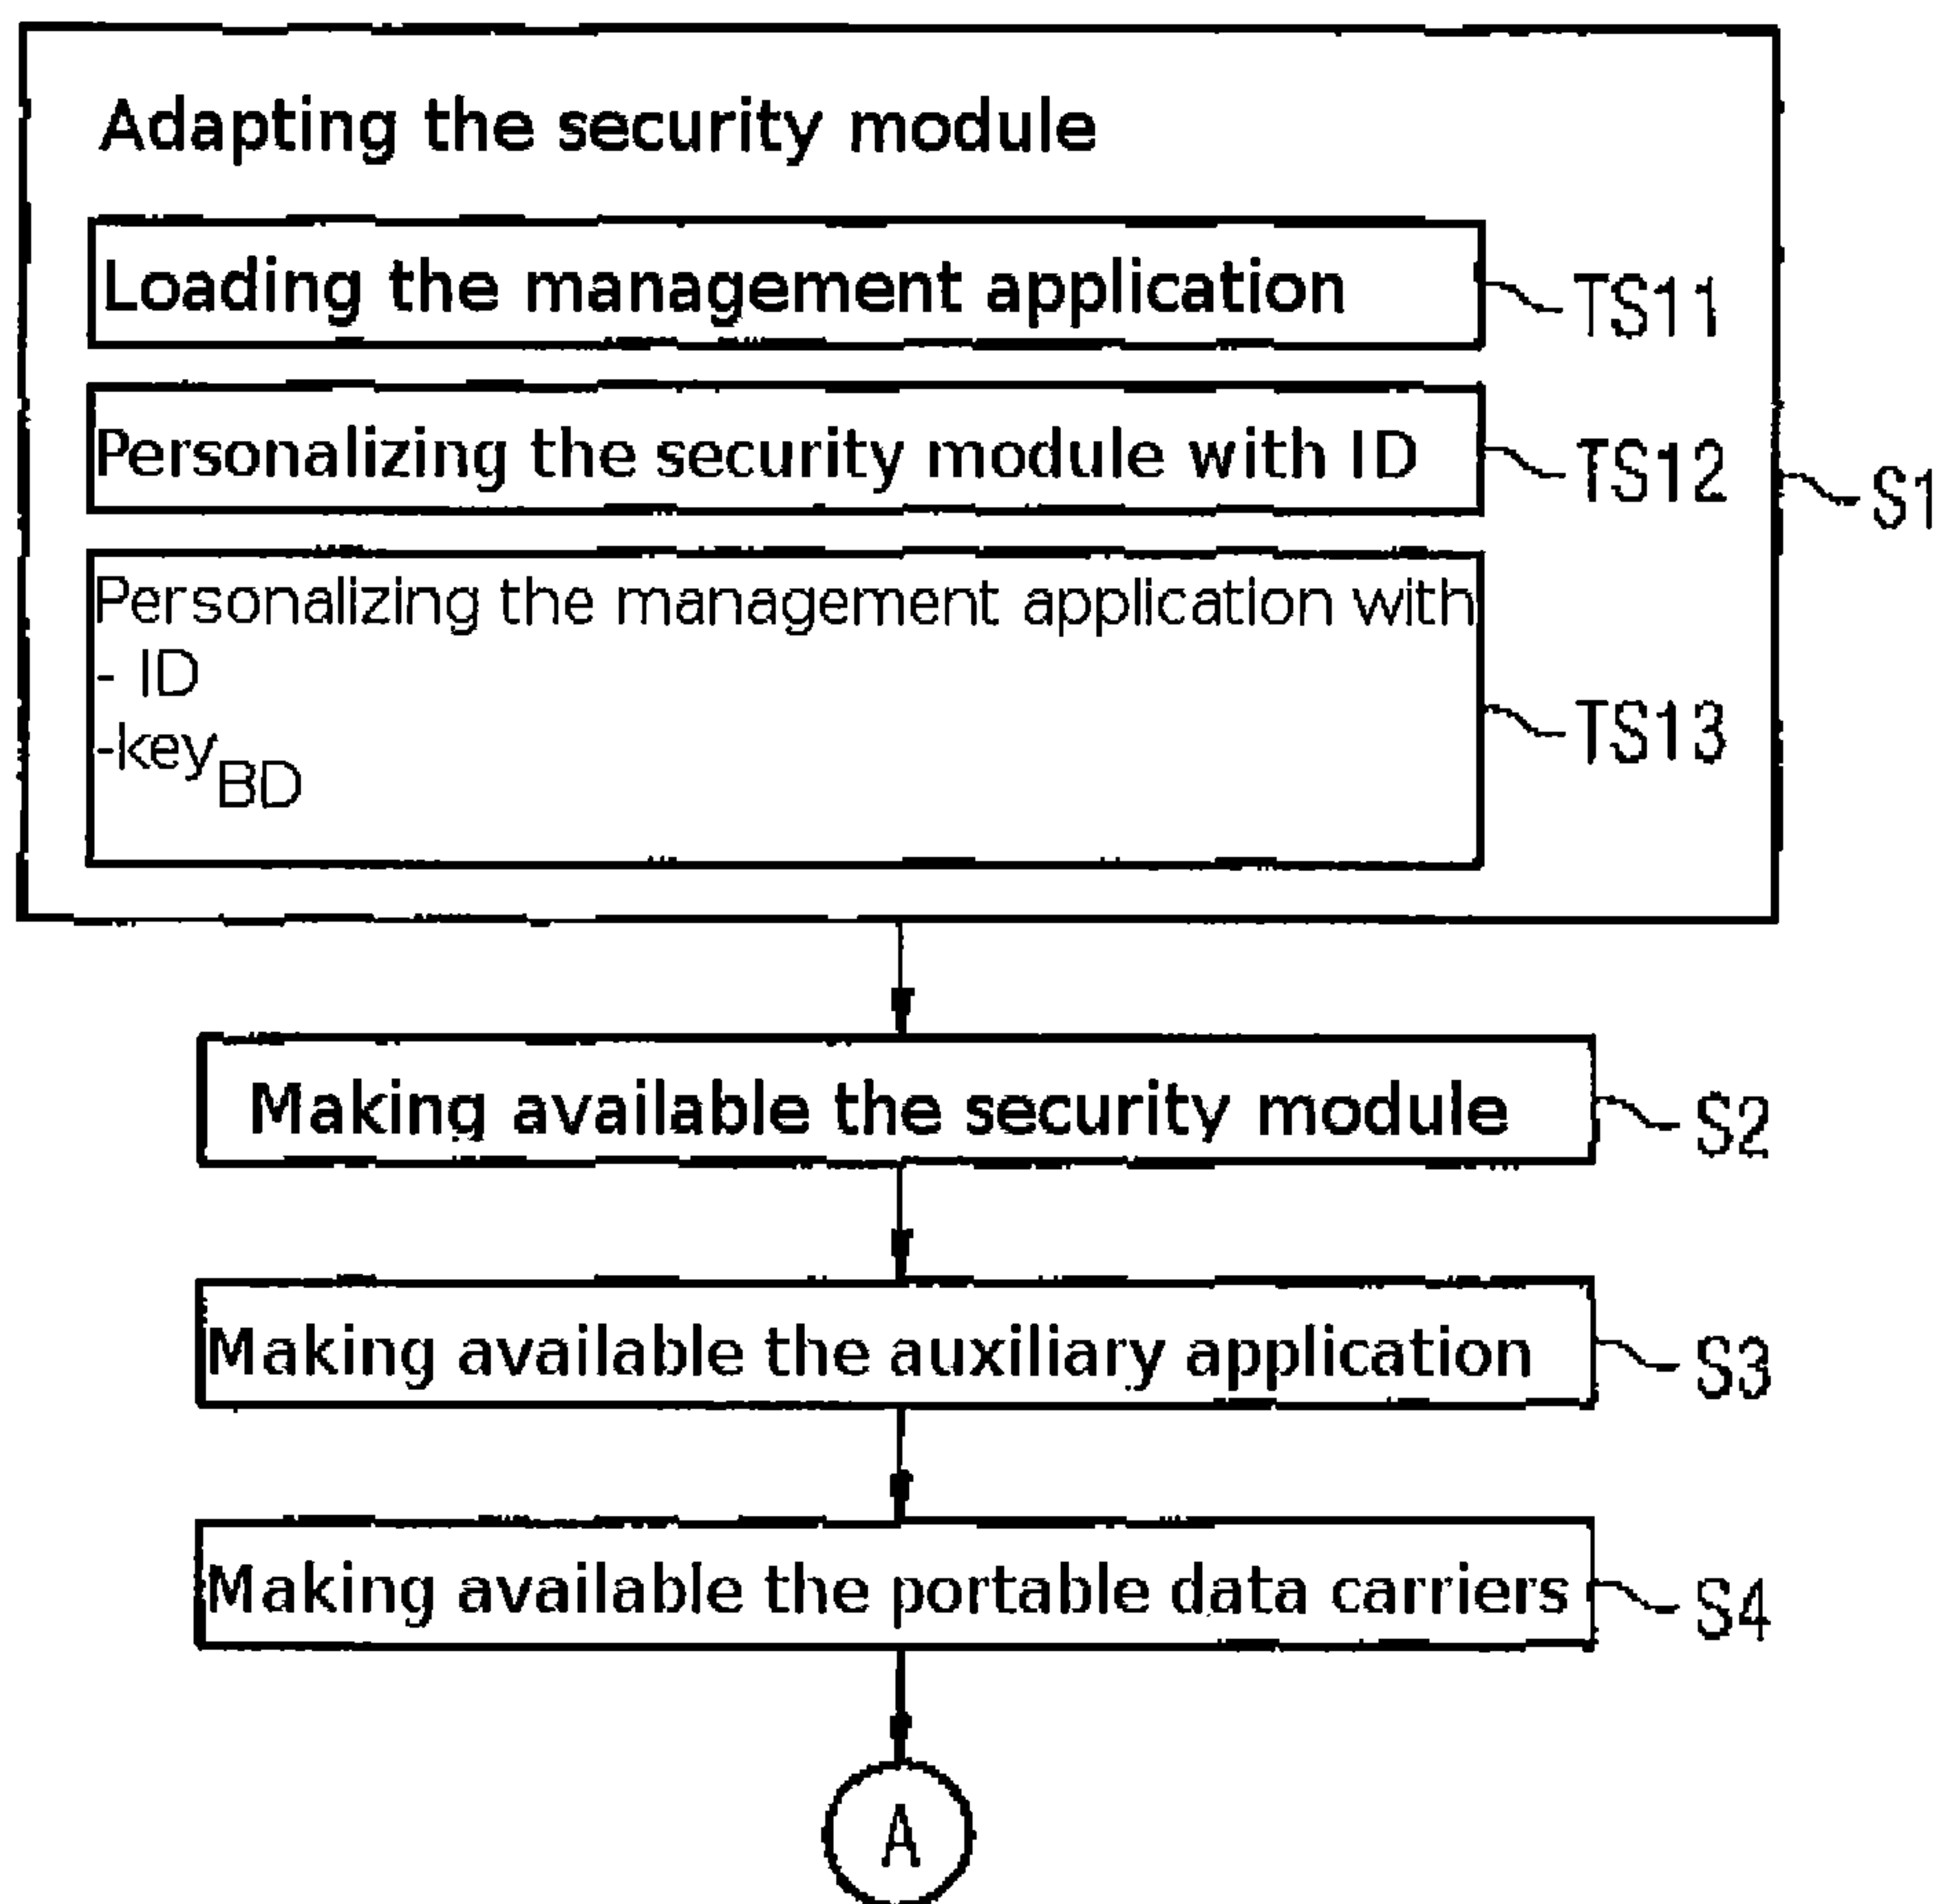 Adapting the security module
Loading the management application
TS11
Personalizing the security module with ID
TS12
S1
Personalizing the management application with
- ID
-key BD
TS13
Making available the security module
S2
Making available the auxiliary application
S3
Making available the portable data carriers
S4
A